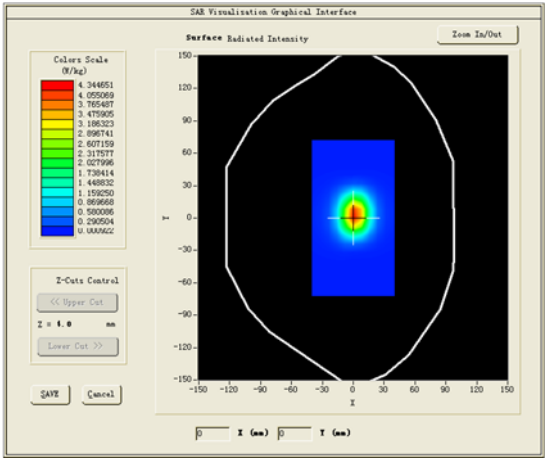 SAR Visualisation Graphical Interface
Surface Radiated Intensity
Zoom In/Out
Colors Scale
(W/kg)
4.344651
4.055069
3.765487
3.475905
3.186323
2.896741
2.607159
2.317577
2.027996
1.738414
1.448832
1.159250
0.869668
0.580086
0.290504
0.000922
150
120
90
60
30
0
-30
-60
-90
-120
-150
Y
-150 -120 -90 -60 -30 0 30 60 90 120 150
X
Z-Cuts Control
<< Upper Cut
Z = 4.0 mm
Lower Cut >>
SAVE Cancel
0 X (mm) 0 Y (mm)